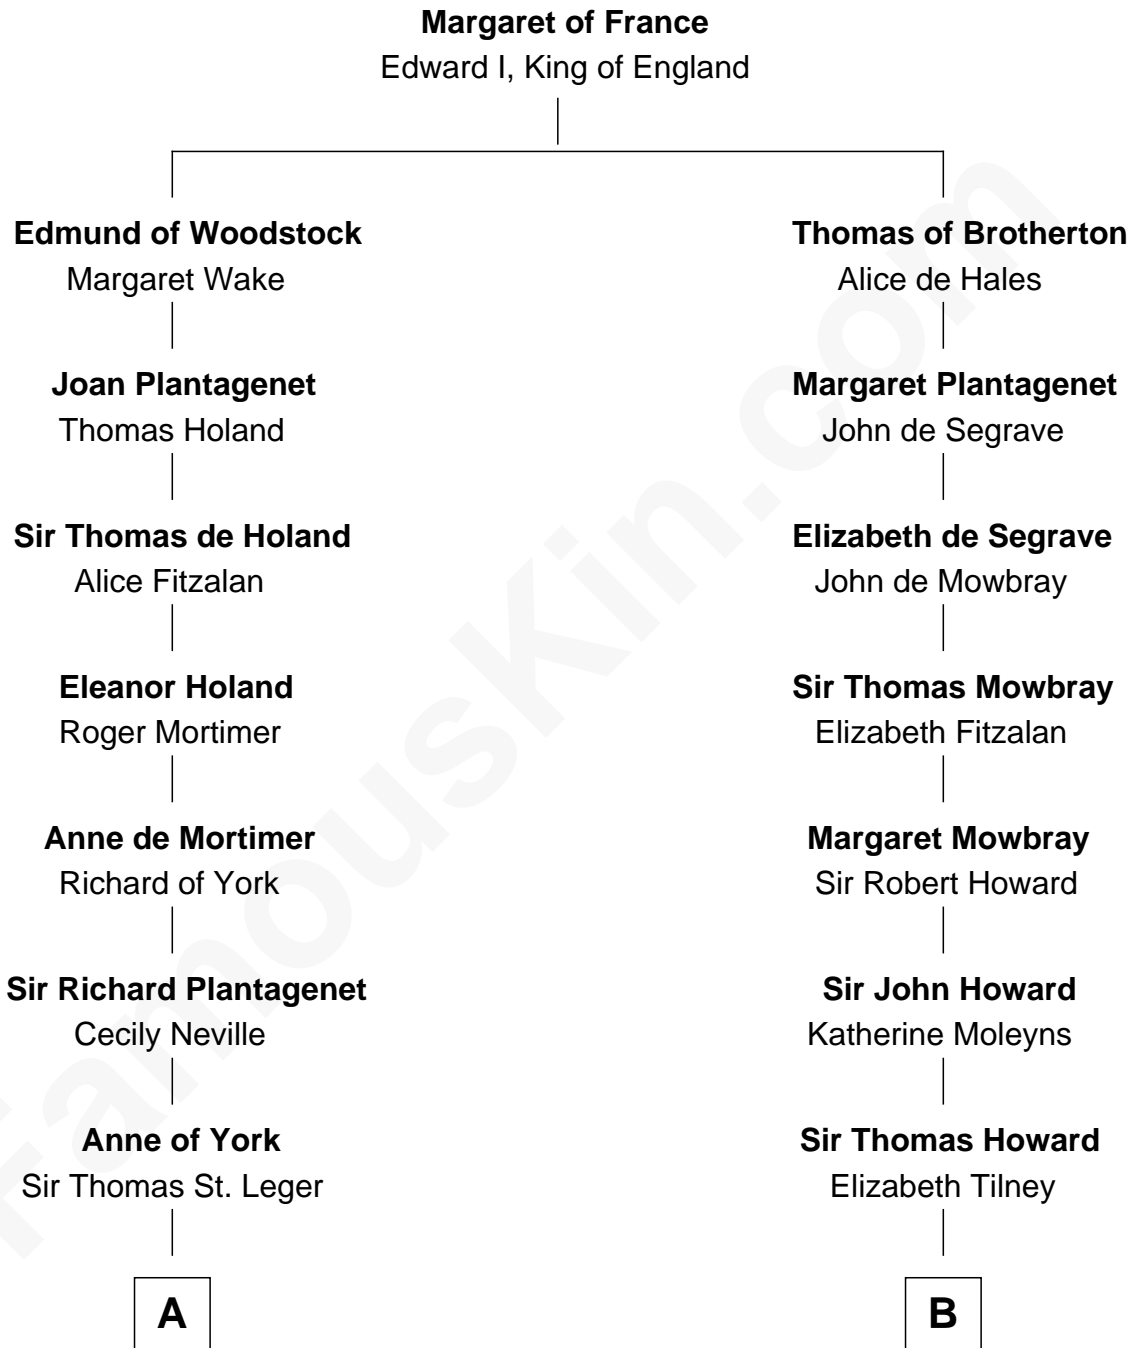 Margaret of France
Edward I, King of England
Edmund of Woodstock
Margaret Wake
Thomas of Brotherton
Alice de Hales
Joan Plantagenet
Thomas Holand
Margaret Plantagenet
John de Segrave
Sir Thomas de Holand
Alice Fitzalan
Elizabeth de Segrave
John de Mowbray
Eleanor Holand
Roger Mortimer
Sir Thomas Mowbray
Elizabeth Fitzalan
Anne de Mortimer
Richard of York
Margaret Mowbray
Sir Robert Howard
Sir Richard Plantagenet
Cecily Neville
Sir John Howard
Katherine Moleyns
Anne of York
Sir Thomas St. Leger
Sir Thomas Howard
Elizabeth Tilney
A
B
FamousKin.com